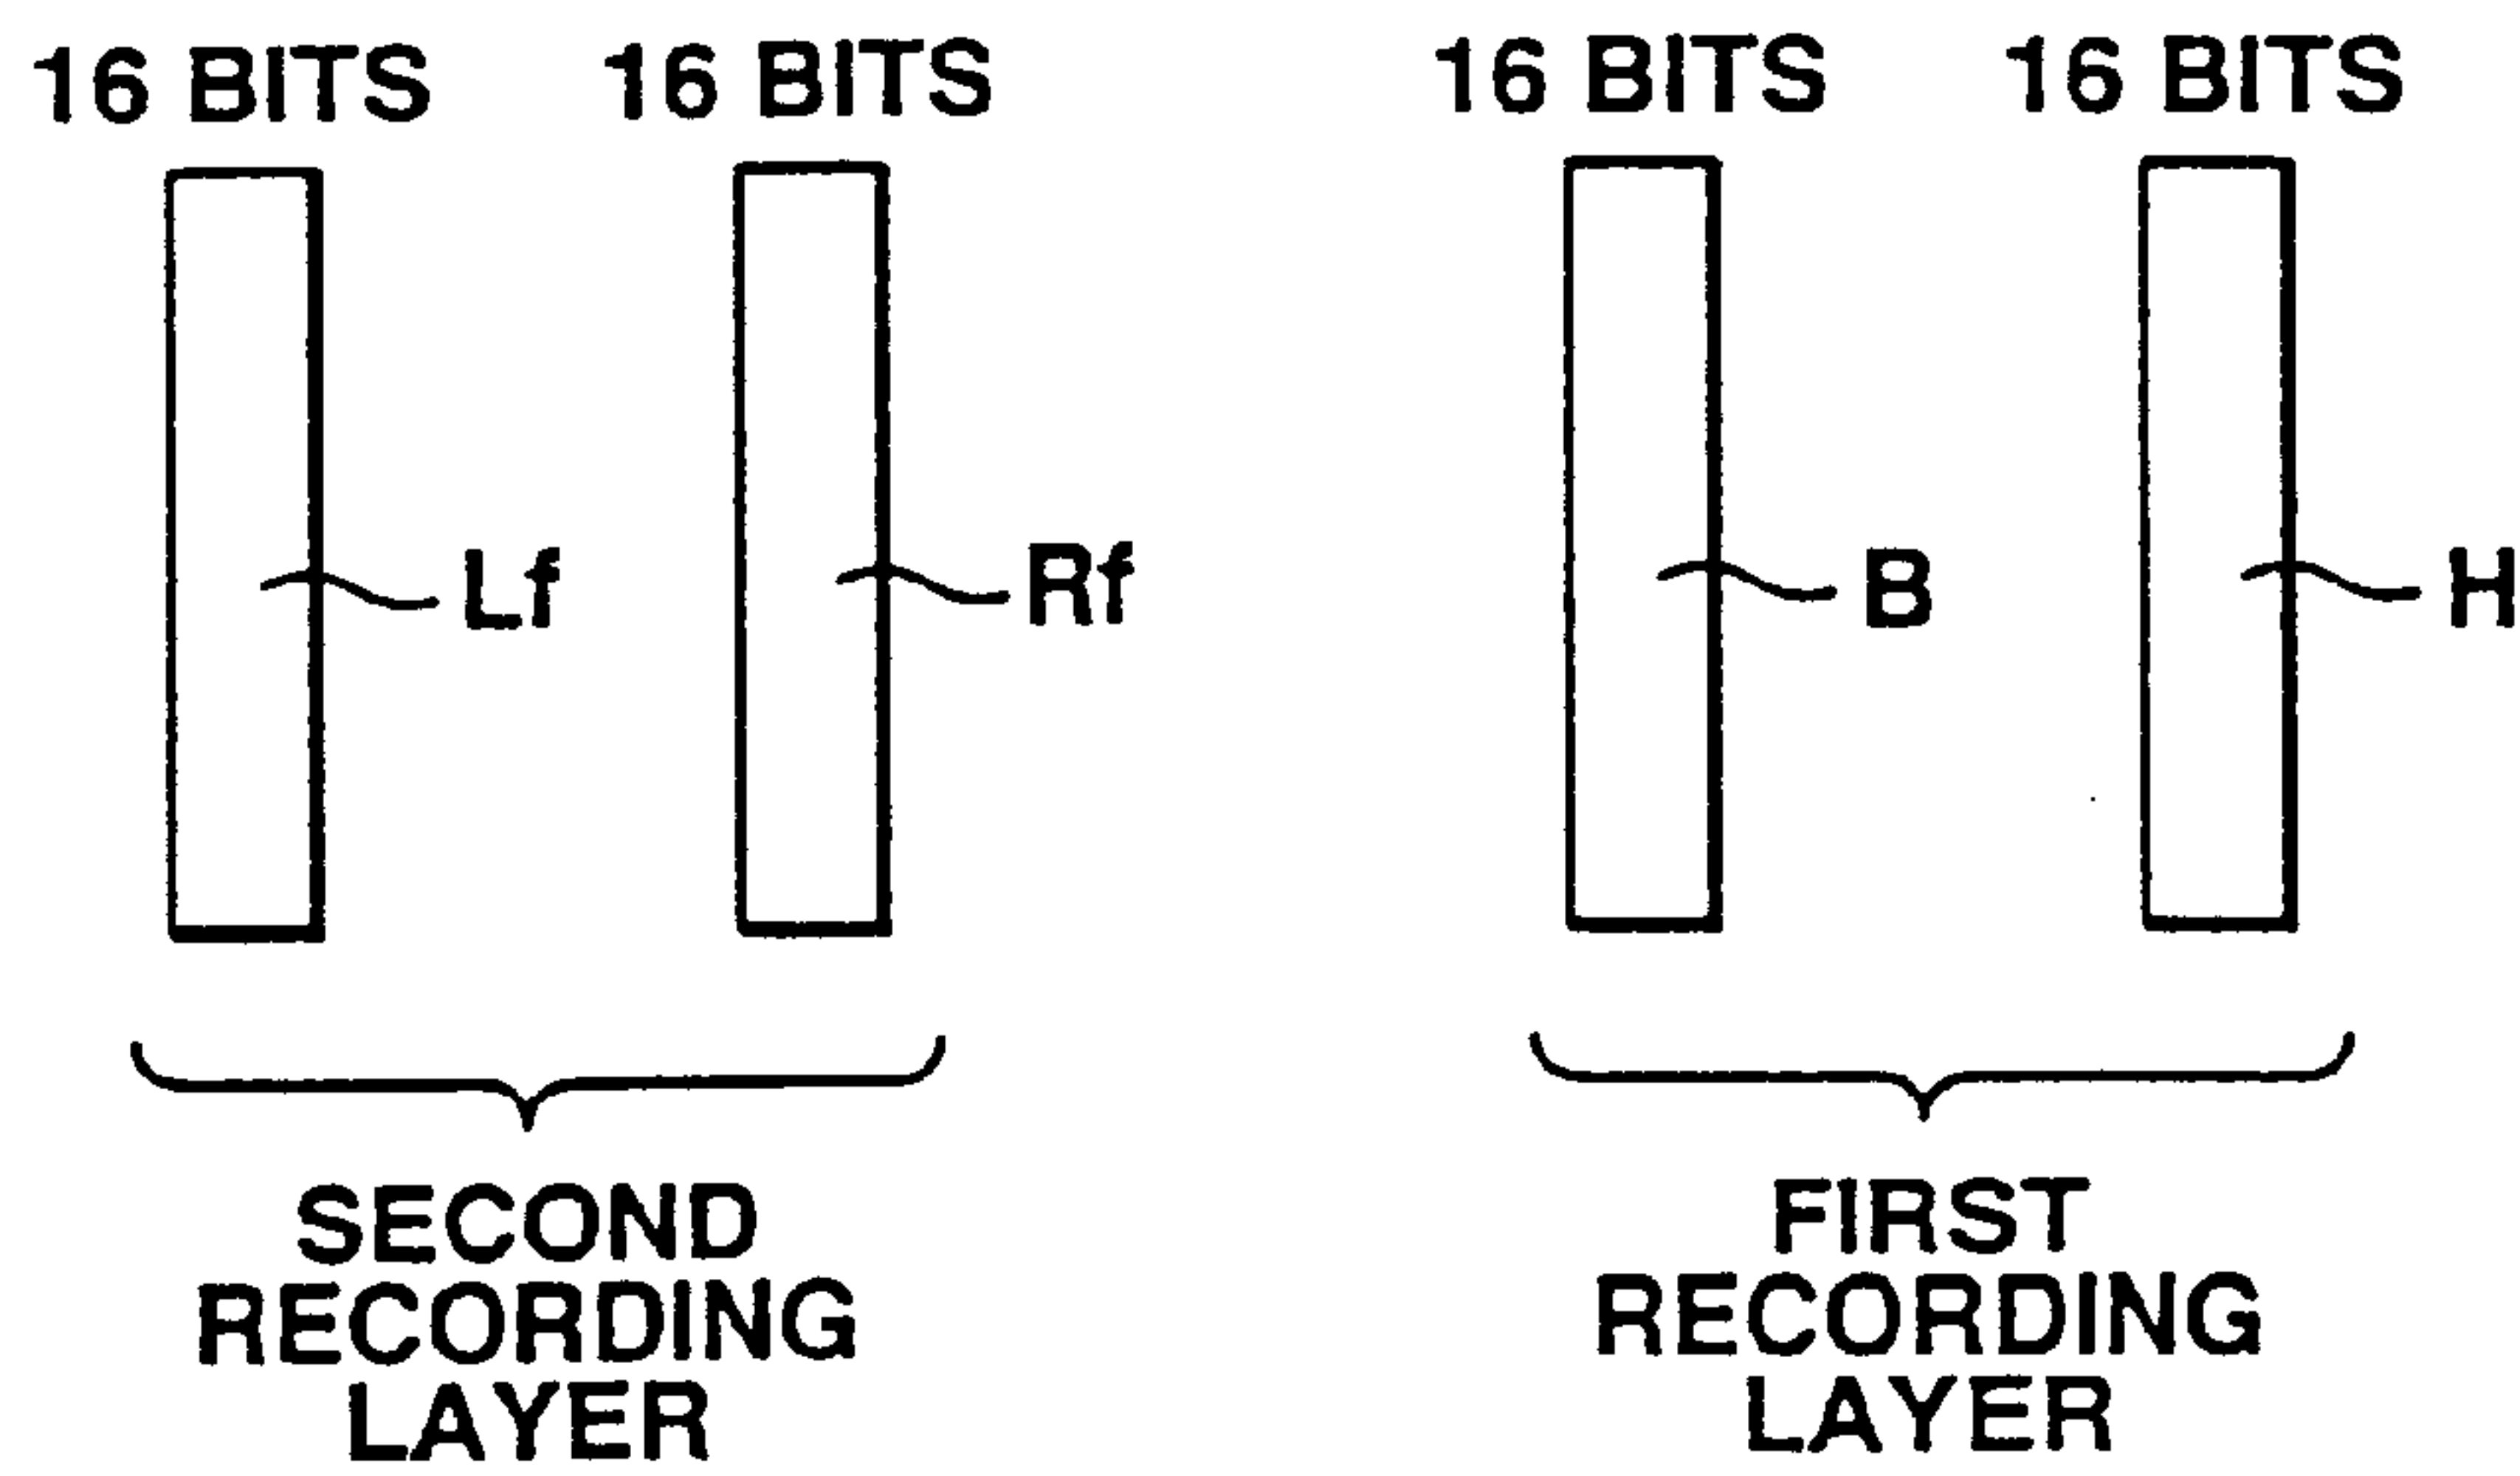 16 BITS 16 BITS 16 BITS 16 BITS
Lf Rf B H
SECOND
RECORDING
LAYER
FIRST
RECORDING
LAYER